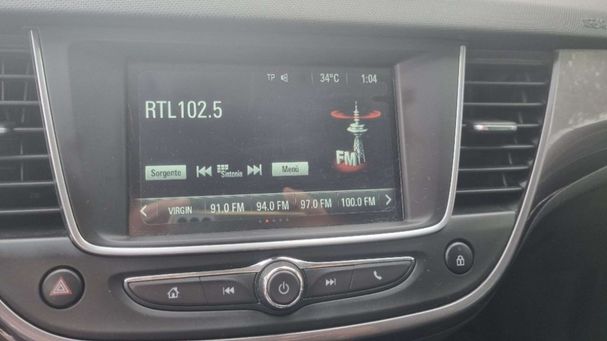 TP 34°C 1:04
RTL102.5
FM
Sorgente Sintonia Menù
VIRGIN 91.0 FM 94.0 FM 97.0 FM 100.0 FM